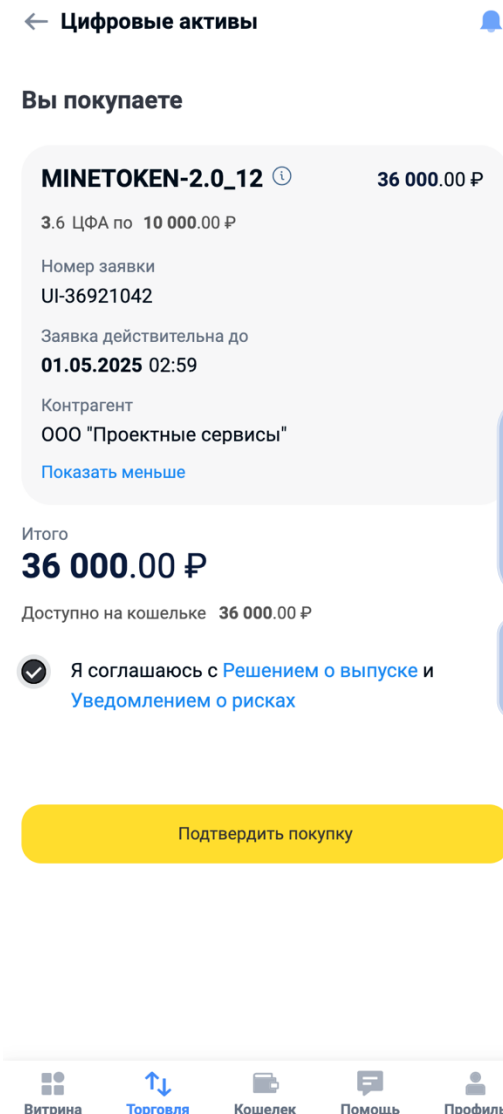 Цифровые активы
Вы покупаете
MINETOKEN-2.0_12 36 000.00 ₽
3.6 ЦФА по 10 000.00 ₽
Номер заявки
UI-36921042
Заявка действительна до
01.05.2025 02:59
Контрагент
ООО "Проектные сервисы"
Показать меньше
Итого
36 000.00 ₽
Доступно на кошельке 36 000.00 ₽
Я соглашаюсь с Решением о выпуске и
Уведомлением о рисках
Подтвердить покупку
Витрина Торговля Кошелек Помощь Профиль